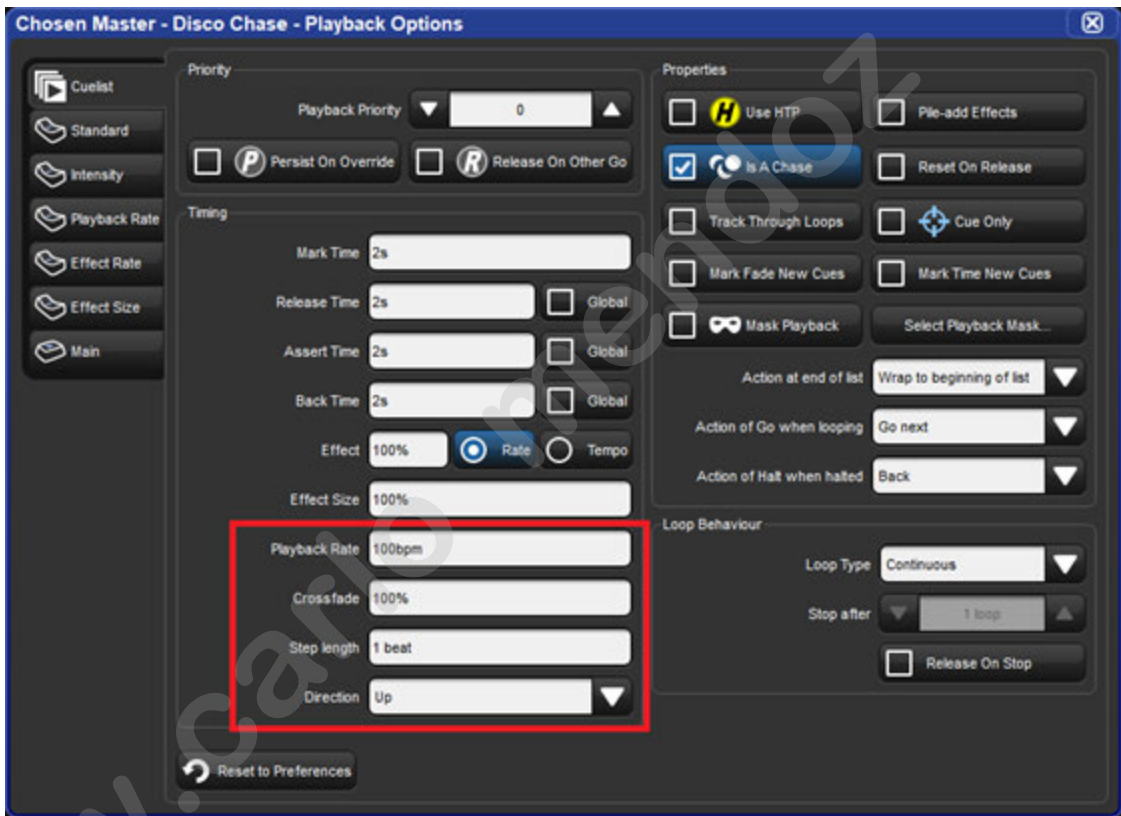 Chosen Master - Disco Chase - Playback Options
Cuelist
Standard
Intensity
Playback Rate
Effect Rate
Effect Size
Main
Priority
Playback Priority 0
P Persist On Override
R Release On Other Go
Timing
Mark Time 2s
Release Time 2s Global
Assert Time 2s Global
Back Time 2s Global
Effect 100% Rate Tempo
Effect Size 100%
Playback Rate 100bpm
Crossfade 100%
Step length 1 beat
Direction Up
Reset to Preferences
Properties
H Use HTP
Pile-add Effects
Is A Chase
Reset On Release
Track Through Loops
Cue Only
Mark Fade New Cues
Mark Time New Cues
Mask Playback
Select Playback Mask...
Action at end of list Wrap to beginning of list
Action of Go when looping Go next
Action of Halt when halted Back
Loop Behaviour
Loop Type Continuous
Stop after 1 loop
Release On Stop
.carlo mendoz